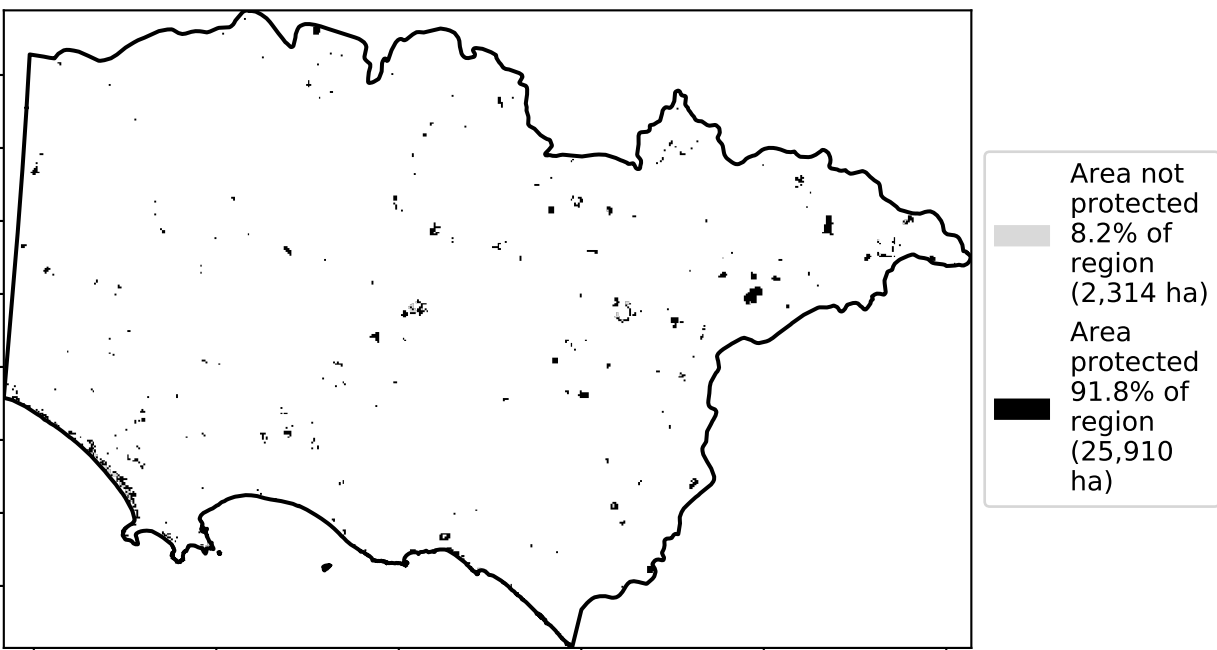 Area not
protected
8.2% of
region
(2,314 ha)
Area
protected
91.8% of
region
(25,910
ha)